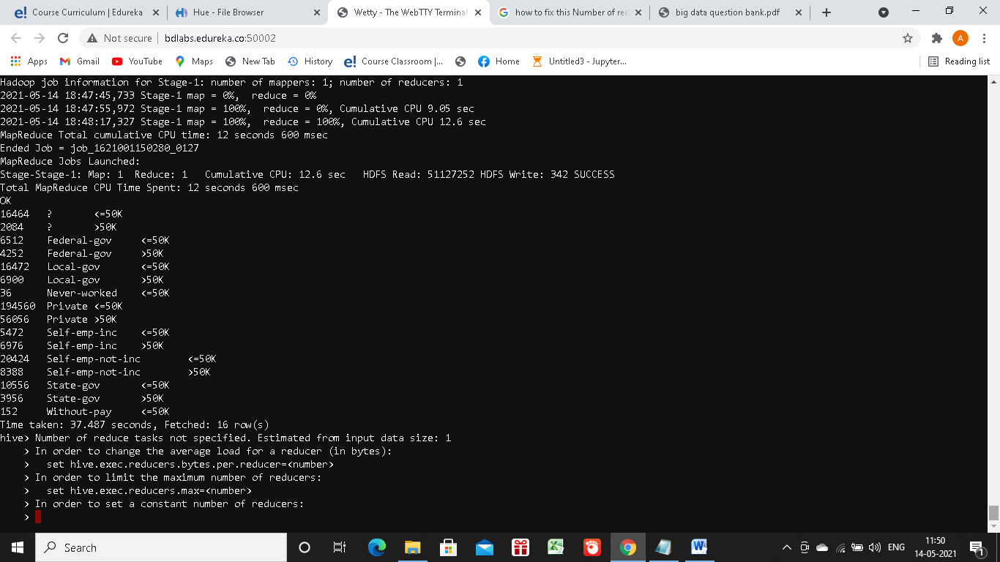 Course Curriculum | Edureka
Hue - File Browser
Wetty - The WebTTY Terminal
how to fix this Number of red
big data question bank.pdf
Not secure | bdlabs.edureka.co:50002
A
Apps
Gmail
YouTube
Maps
New Tab
History
Course Classroom |...
Home
Untitled3 - Jupyter...
Reading list
Hadoop job information for Stage-1: number of mappers: 1; number of reducers: 1
2021-05-14 18:47:45,733 Stage-1 map = 0%,  reduce = 0%
2021-05-14 18:47:55,972 Stage-1 map = 100%,  reduce = 0%, Cumulative CPU 9.05 sec
2021-05-14 18:48:17,327 Stage-1 map = 100%,  reduce = 100%, Cumulative CPU 12.6 sec
MapReduce Total cumulative CPU time: 12 seconds 600 msec
Ended Job = job_1621001150280_0127
MapReduce Jobs Launched:
Stage-Stage-1: Map: 1  Reduce: 1   Cumulative CPU: 12.6 sec   HDFS Read: 51127252 HDFS Write: 342 SUCCESS
Total MapReduce CPU Time Spent: 12 seconds 600 msec
OK
16464   ?       <=50K
2084    ?       >50K
6512    Federal-gov     <=50K
4252    Federal-gov     >50K
16472   Local-gov       <=50K
6900    Local-gov       >50K
36      Never-worked    <=50K
194560  Private <=50K
56056   Private >50K
5472    Self-emp-inc    <=50K
6976    Self-emp-inc    >50K
20424   Self-emp-not-inc        <=50K
8388    Self-emp-not-inc        >50K
10556   State-gov       <=50K
3956    State-gov       >50K
152     Without-pay     <=50K
Time taken: 37.487 seconds, Fetched: 16 row(s)
hive> Number of reduce tasks not specified. Estimated from input data size: 1
    > In order to change the average load for a reducer (in bytes):
    >   set hive.exec.reducers.bytes.per.reducer=<number>
    > In order to limit the maximum number of reducers:
    >   set hive.exec.reducers.max=<number>
    > In order to set a constant number of reducers:
    >
Search
ENG
11:50
14-05-2021
1